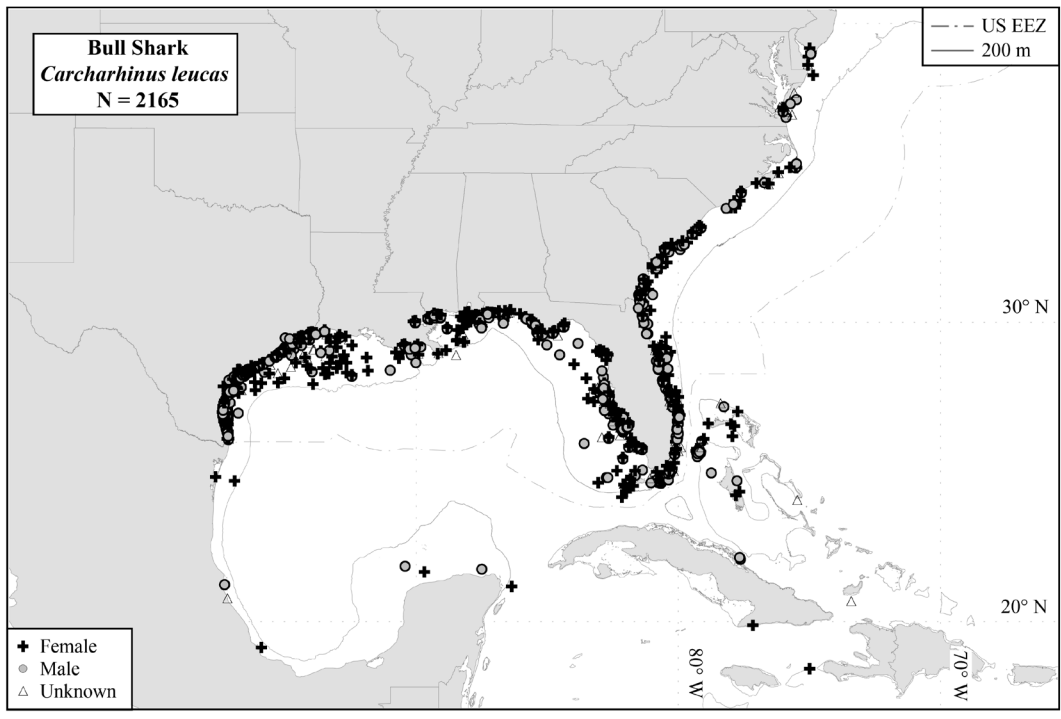 Bull Shark
Carcharhinus leucas
N = 2165
US EEZ
200 m
30° N
20° N
80° W
70° W
Female
Male
Unknown